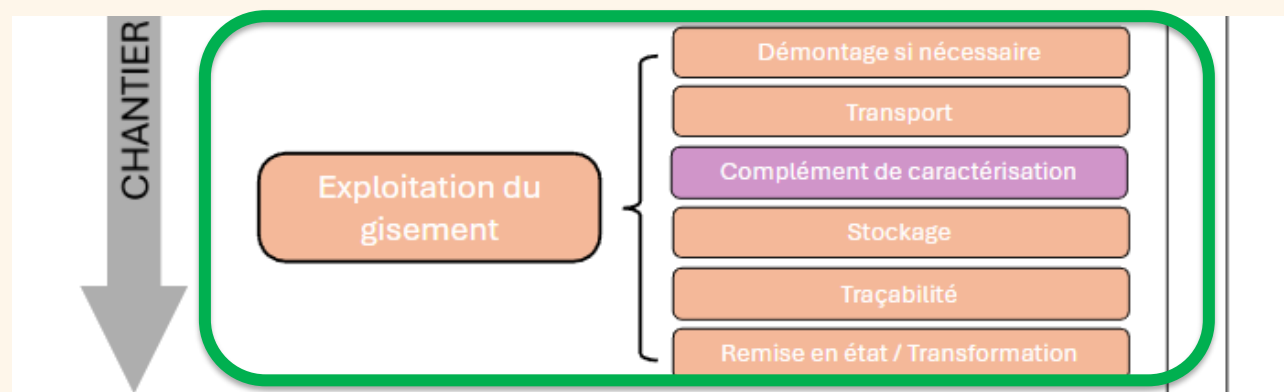 CHANTIER
Exploitation du
gisement
Démontage si nécessaire
Transport
Complément de caractérisation
Stockage
Traçabilité
Remise en état / Transformation